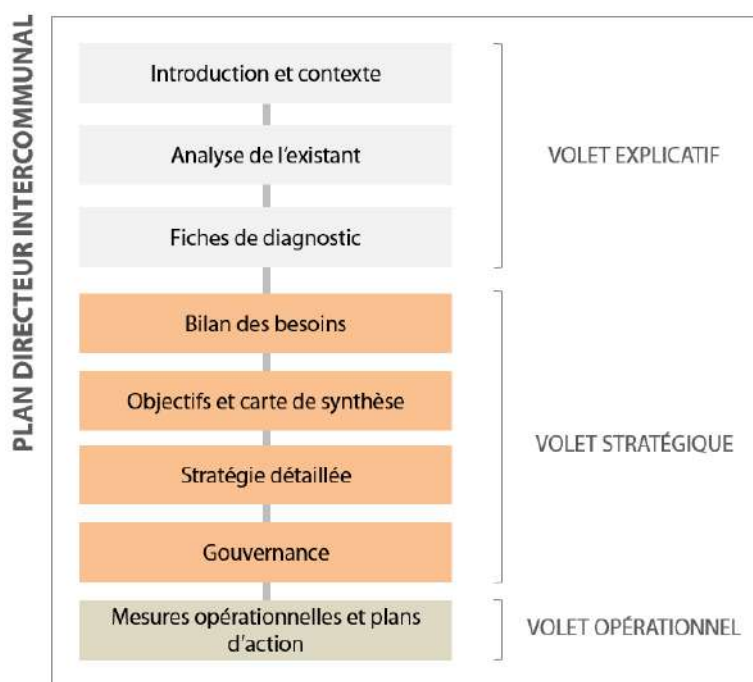 PLAN DIRECTEUR INTERCOMMUNAL
Introduction et contexte
Analyse de l'existant
Fiches de diagnostic
VOLET EXPLICATIF
Bilan des besoins
Objectifs et carte de synthèse
Stratégie détaillée
Gouvernance
VOLET STRATÉGIQUE
Mesures opérationnelles et plans
d'action
VOLET OPÉRATIONNEL